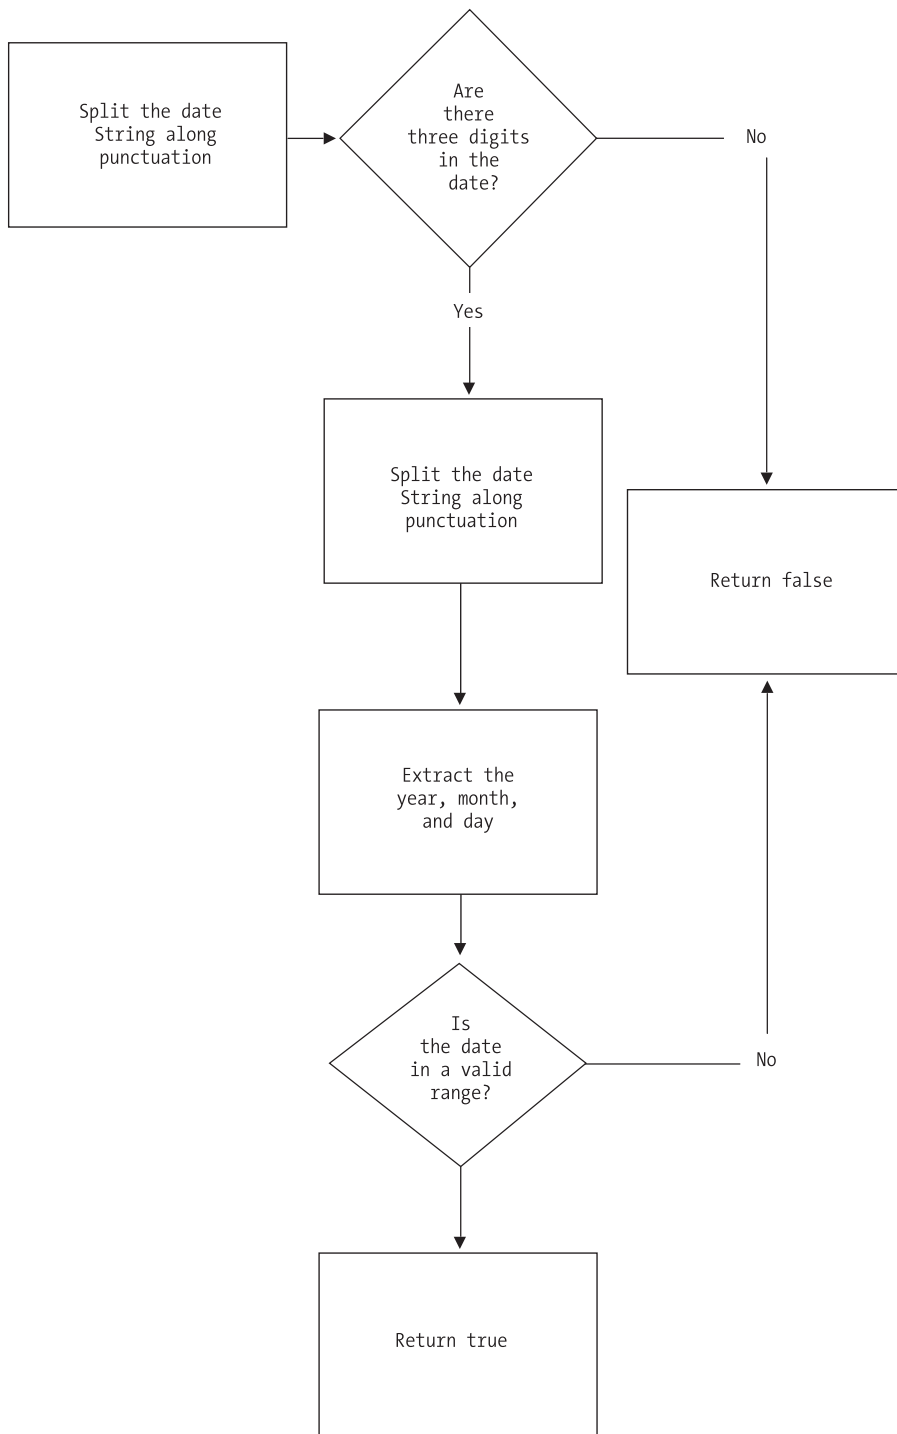 Split the date
String along
punctuation
Are
there
three digits
in the
date?
No
Yes
Split the date
String along
punctuation
Return false
Extract the
year, month,
and day
Is
the date
in a valid
range?
No
Return true